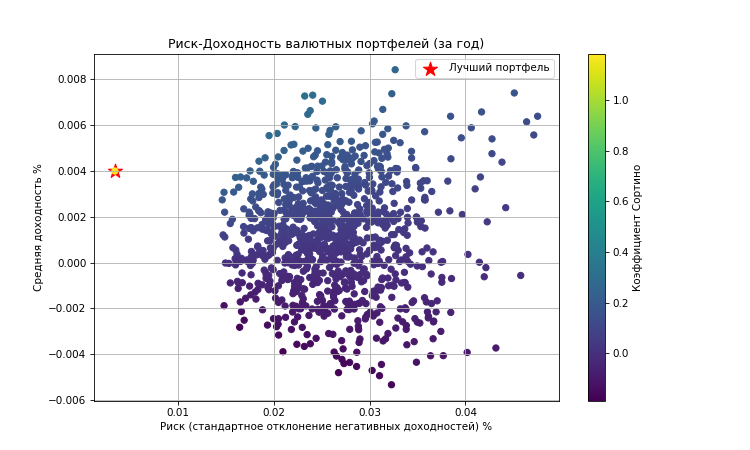 Риск-Доходность валютных портфелей (за год)
Лучший портфель
Средняя доходность %
0.008
0.006
0.004
0.002
0.000
−0.002
−0.004
−0.006
0.01 0.02 0.03 0.04
Риск (стандартное отклонение негативных доходностей) %
1.0
0.8
0.6
0.4
0.2
0.0
Коэффициент Сортино